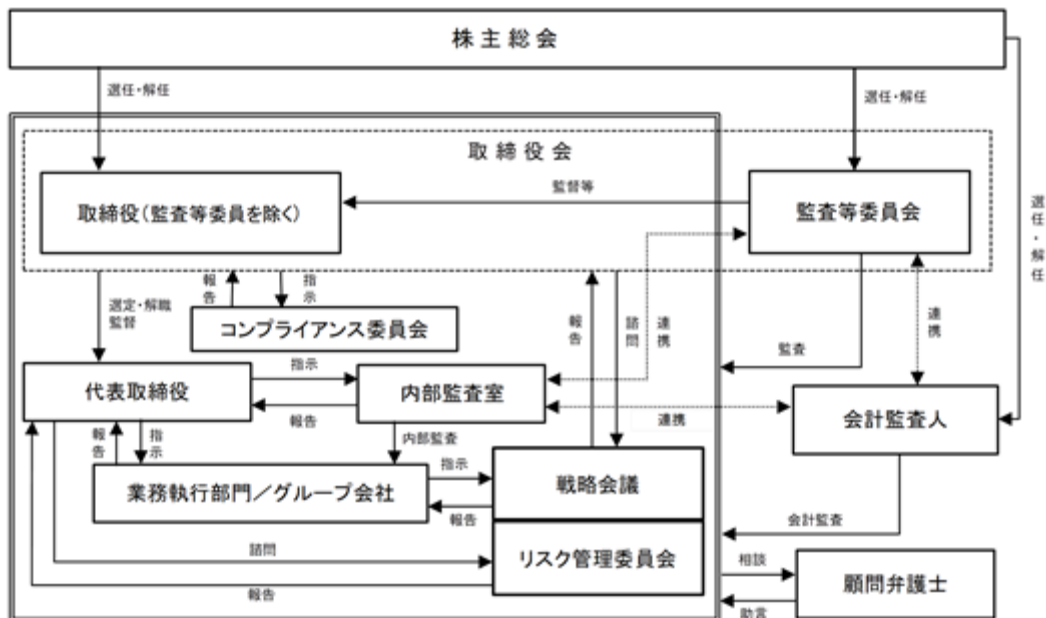 株主総会
選任・解任
選任・解任
選任・解任
取締役会
取締役（監査等委員を除く）
監督等
監査等委員会
報告
指示
選定・解職
監督
コンプライアンス委員会
報告
諮問
連携
連携
監査
代表取締役
指示
報告
内部監査室
連携
会計監査人
報告
指示
内部監査
業務執行部門／グループ会社
指示
報告
戦略会議
会計監査
諮問
リスク管理委員会
報告
相談
助言
顧問弁護士